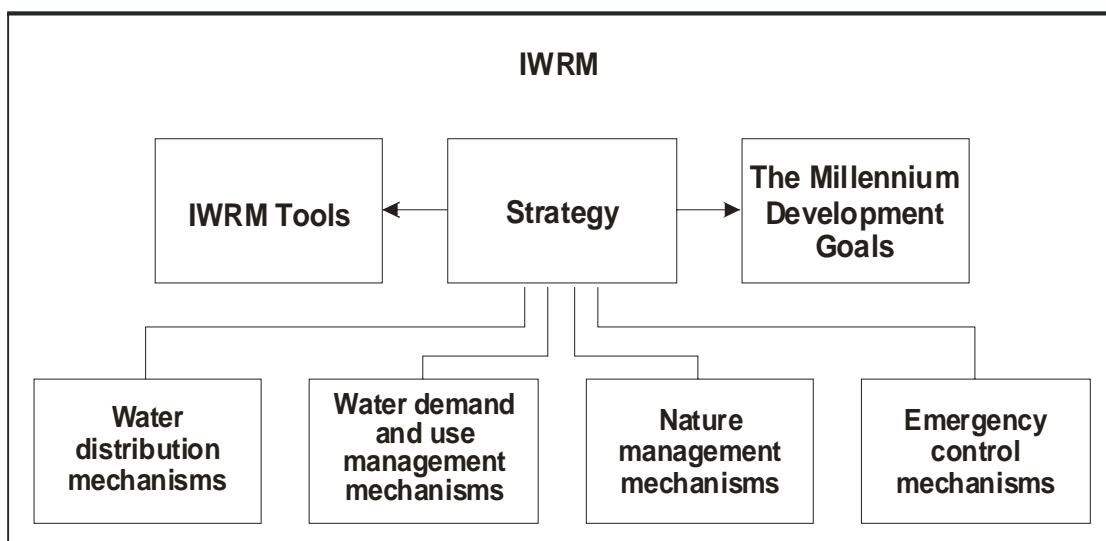 IWRM
IWRM Tools
Strategy
The Millennium
Development
Goals
Water
distribution
mechanisms
Water demand
and use
management
mechanisms
Nature
management
mechanisms
Emergency
control
mechanisms